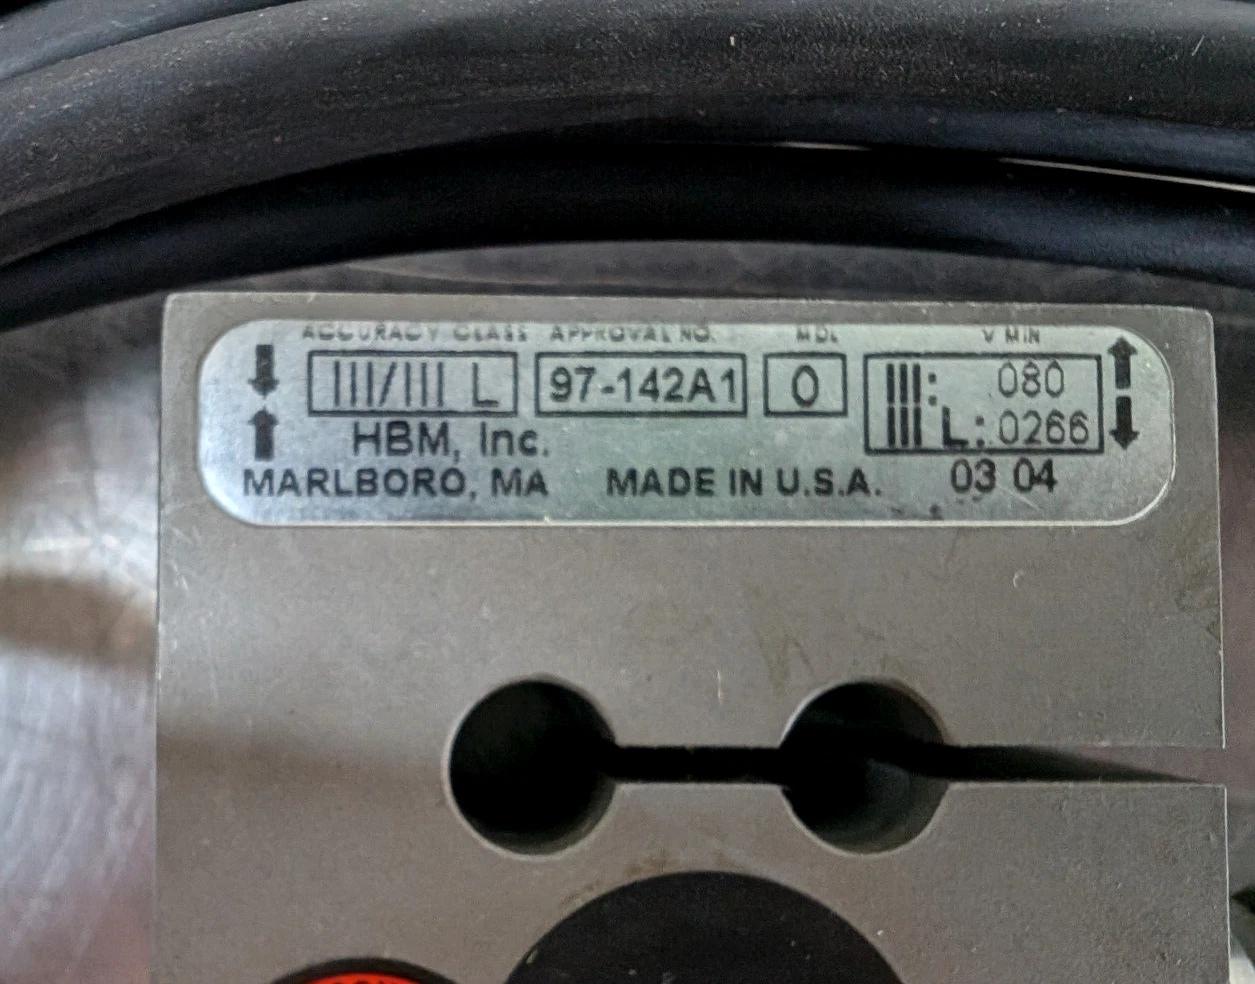 ACCURACY CLASS APPROVAL NO. MDL V MIN
III/III L 97-142A1 0 III: 080
III L: .0266
HBM, Inc.
MARLBORO, MA MADE IN U.S.A. 03 04